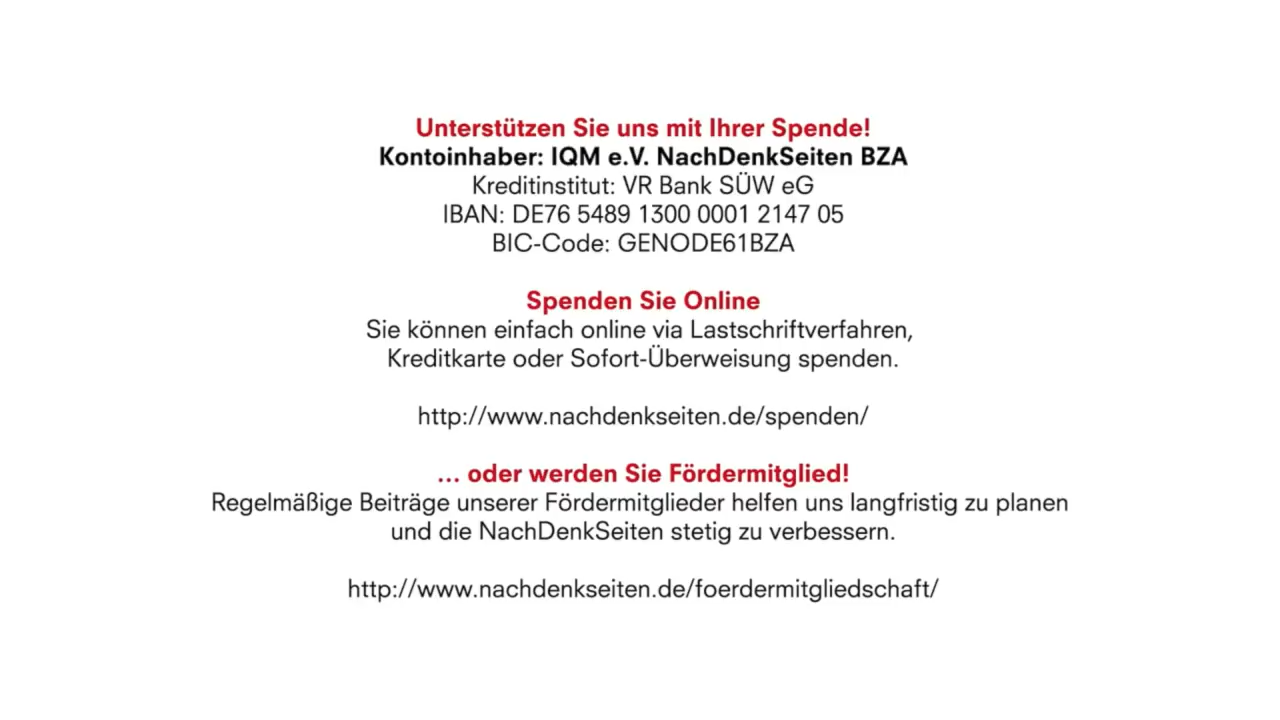 Unterstützen Sie uns mit Ihrer Spende!
Kontoinhaber: IQM e.V. NachDenkSeiten BZA
Kreditinstitut: VR Bank SÜW eG
IBAN: DE76 5489 1300 0001 2147 05
BIC-Code: GENODE61BZA
Spenden Sie Online
Sie können einfach online via Lastschriftverfahren,
Kreditkarte oder Sofort-Überweisung spenden.
http://www.nachdenkseiten.de/spenden/
... oder werden Sie Fördermitglied!
Regelmäßige Beiträge unserer Fördermitglieder helfen uns langfristig zu planen
und die NachDenkSeiten stetig zu verbessern.
http://www.nachdenkseiten.de/foerdermitgliedschaft/